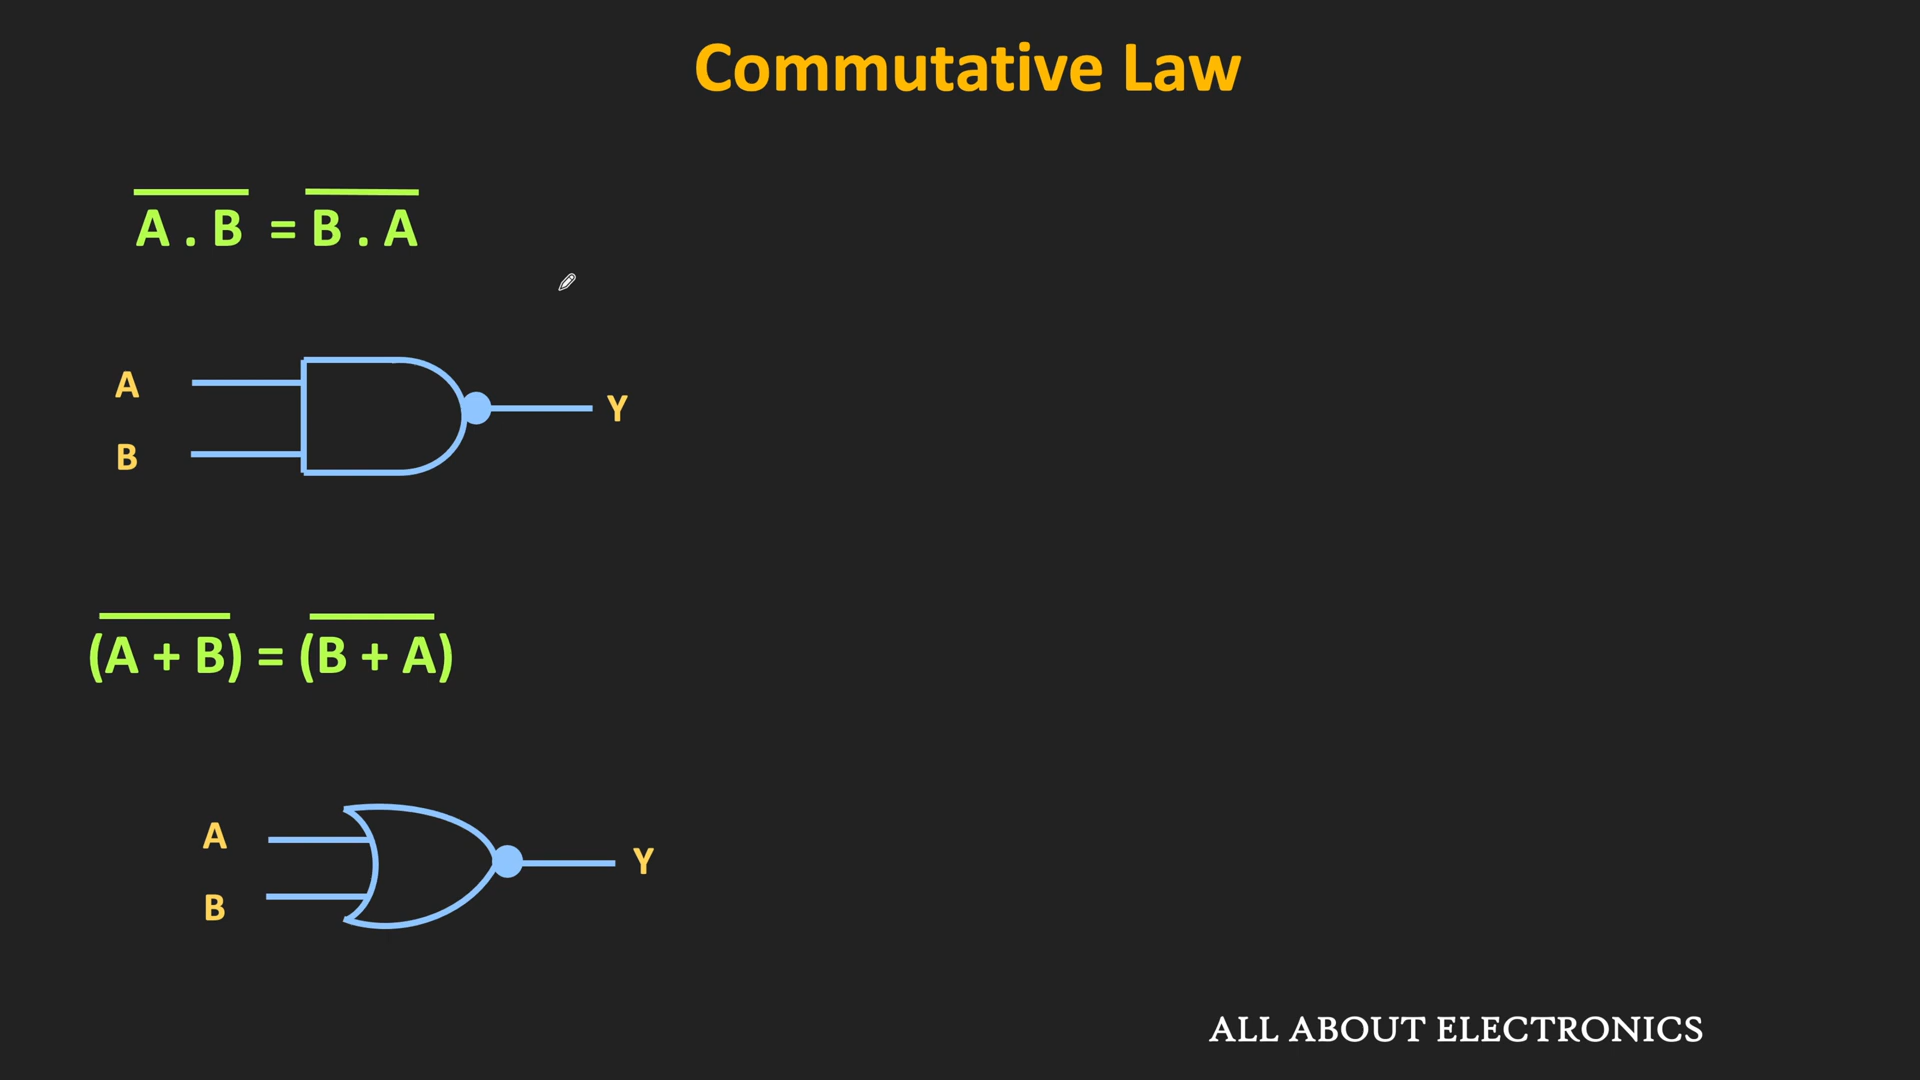 Commutative Law
A . B = B . A
A
B
Y
(A + B) = (B + A)
A
B
Y
ALL ABOUT ELECTRONICS